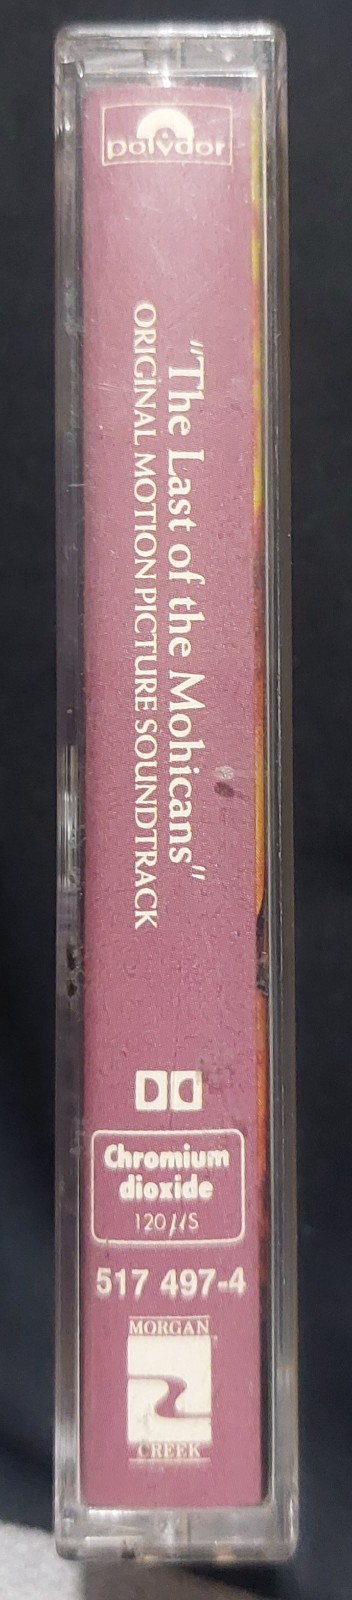 polydor
"The Last of the Mohicans"
ORIGINAL MOTION PICTURE SOUNDTRACK
Chromium
dioxide
120 µS
517 497-4
MORGAN
CREEK